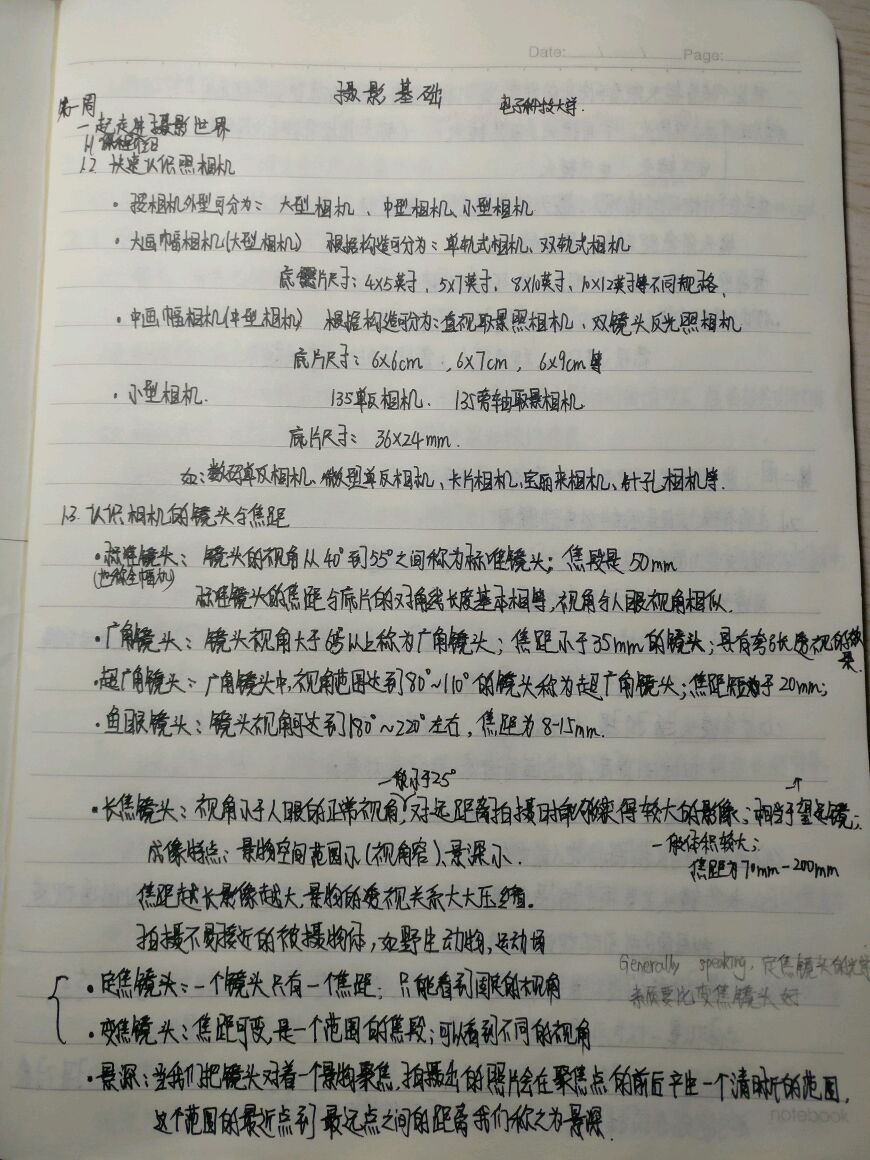 Date: / / Page:
摄影基础 电子科技大学.
第一周
一起走进摄影世界
1.1 课程介绍
1.2 快速认识照相机
· 按相机外型可分为：大型相机、中型相机、小型相机
· 大画幅相机(大型相机) 根据构造可分为：单轨式相机、双轨式相机
底片尺寸：4×5英寸、5×7英寸、8×10英寸、10×12英寸等不同规格.
· 中画幅相机(中型相机) 根据构造可分为：直视取景照相机、双镜头反光照相机
底片尺寸：6×6cm , 6×7cm , 6×9cm等
· 小型相机. 135单反相机. 135旁轴取景相机
底片尺寸： 36×24mm.
如：数码单反相机、微型单反相机、卡片相机、宝丽来相机、针孔相机等.
1.3 认识相机的镜头与焦距
· 标准镜头：镜头的视角从40°到55°之间称为标准镜头；焦段是50mm
(也称全幅机)
标准镜头的焦距与底片的对角线长度基本相等，视角与人眼视角相似.
· 广角镜头：镜头视角大于65以上称为广角镜头；焦距小于35mm的镜头；具有夸张透视的效果.
· 超广角镜头：广角镜头中,视角范围达到80°~110°的镜头称为超广角镜头；焦距短于20mm；
· 鱼眼镜头：镜头视角可达到180°~220°左右，焦距为8-15mm.
一般小于25°
· 长焦镜头：视角小于人眼的正常视角，对远距离拍摄时能够获得较大的影像；相当于望远镜；
一般体积较大；
成像特点：景物空间范围小(视角窄)、景深小.
焦距为70mm-200mm
焦距越长影像越大，景物的透视关系大大压缩。
拍摄不易接近的被摄物体，如野生动物，运动场
Generally speaking, 定焦镜头的光学
素质要比变焦镜头好
· 定焦镜头：一个镜头只有一个焦距；只能看到固定的视角
· 变焦镜头：焦距可变，是一个范围的焦段；可以看到不同的视角
· 景深：当我们把镜头对着一个景物聚焦，拍摄出的照片会在聚焦点的前后产生一个清晰的范围，
这个范围的最近点到最远点之间的距离我们称之为景深.
notebook